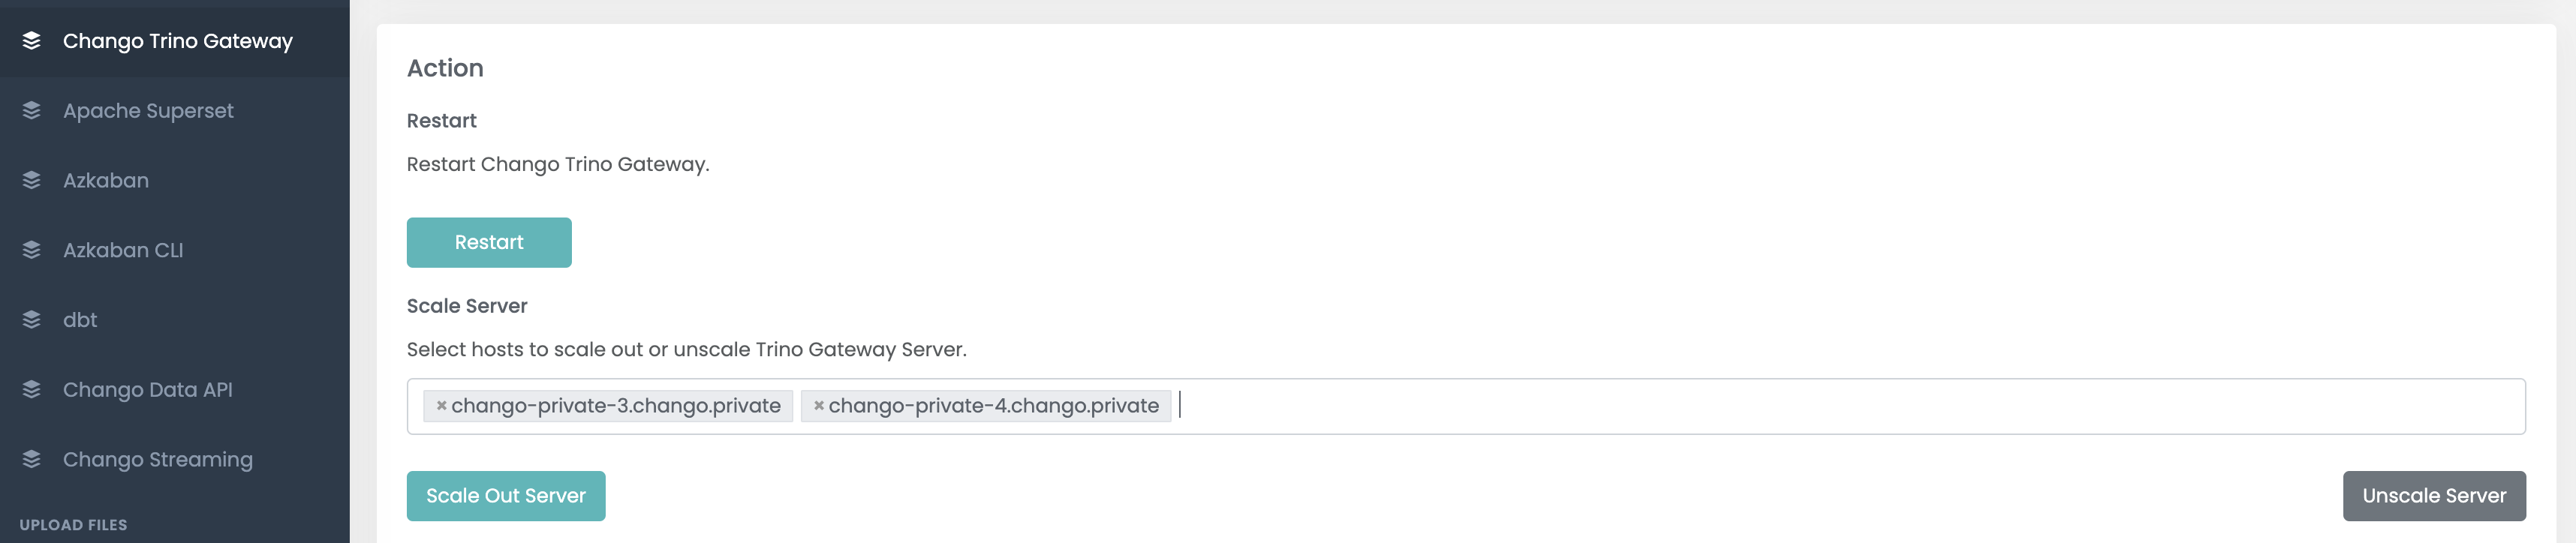 Chango Trino Gateway
Apache Superset
Azkaban
Azkaban CLI
dbt
Chango Data API
Chango Streaming
UPLOAD FILES
Action
Restart
Restart Chango Trino Gateway.
Restart
Scale Server
Select hosts to scale out or unscale Trino Gateway Server.
×chango-private-3.chango.private ×chango-private-4.chango.private
Scale Out Server Unscale Server